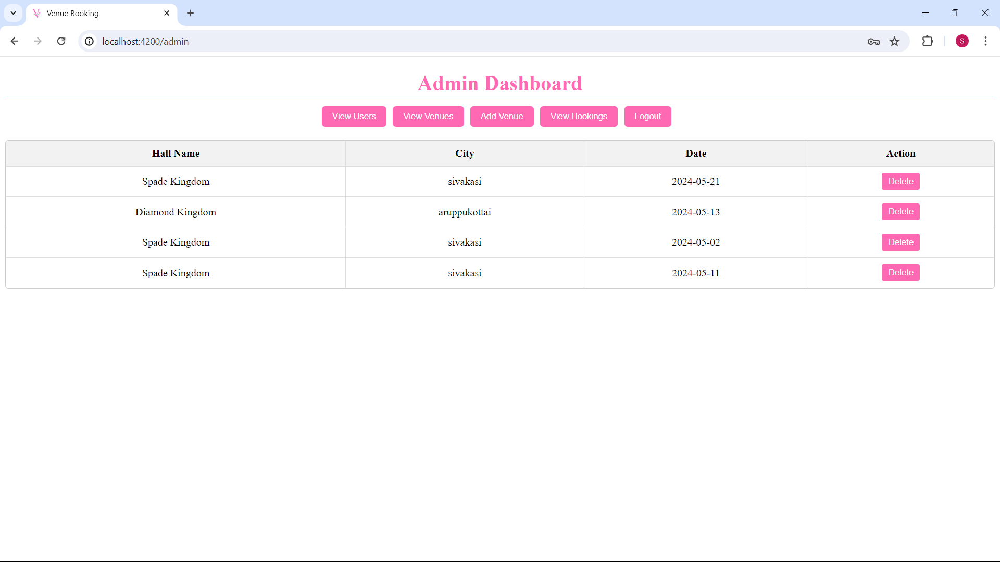 Venue Booking
localhost:4200/admin
S
Admin Dashboard
View Users View Venues Add Venue View Bookings Logout
Hall Name City Date Action
Spade Kingdom sivakasi 2024-05-21 Delete
Diamond Kingdom aruppukottai 2024-05-13 Delete
Spade Kingdom sivakasi 2024-05-02 Delete
Spade Kingdom sivakasi 2024-05-11 Delete